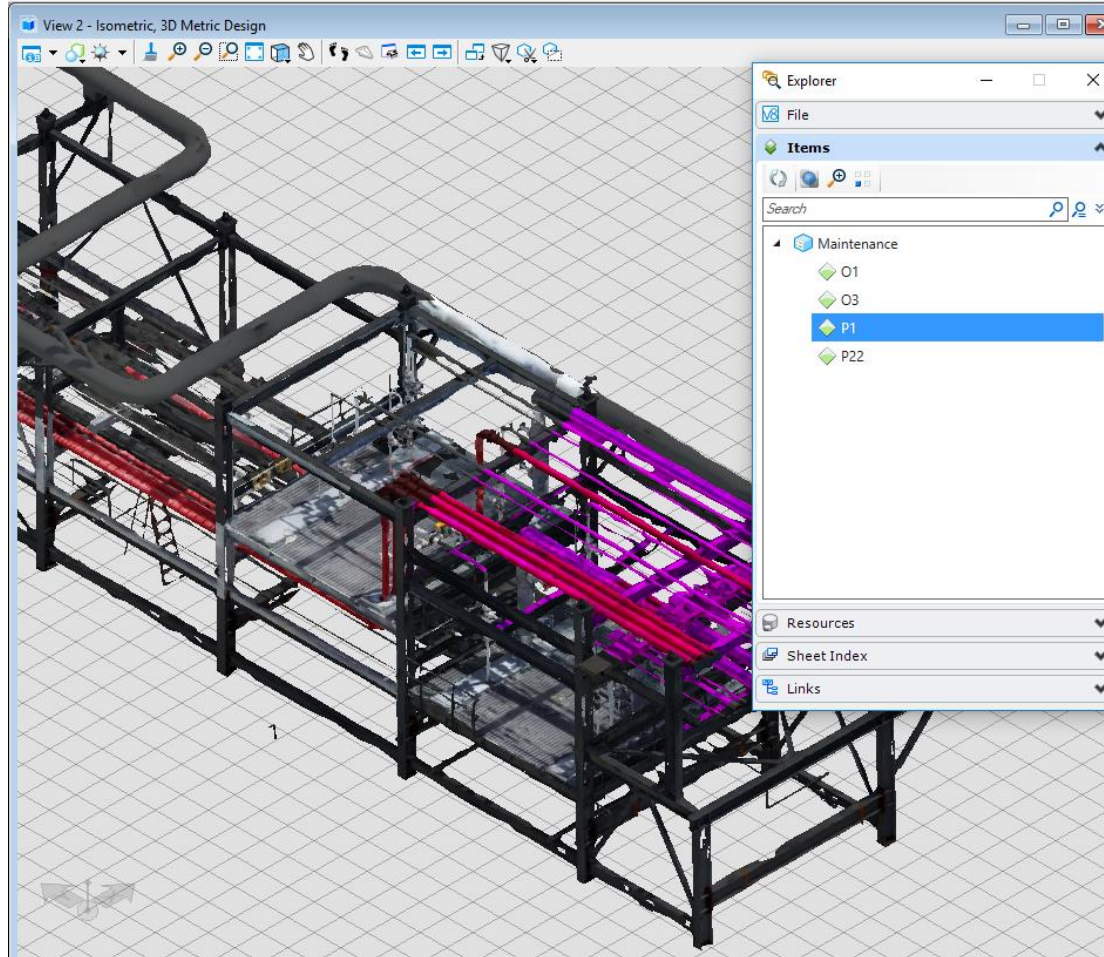 View 2 - Isometric, 3D Metric Design
Explorer
File
Items
Search
Maintenance
O1
O3
P1
P22
Resources
Sheet Index
Links